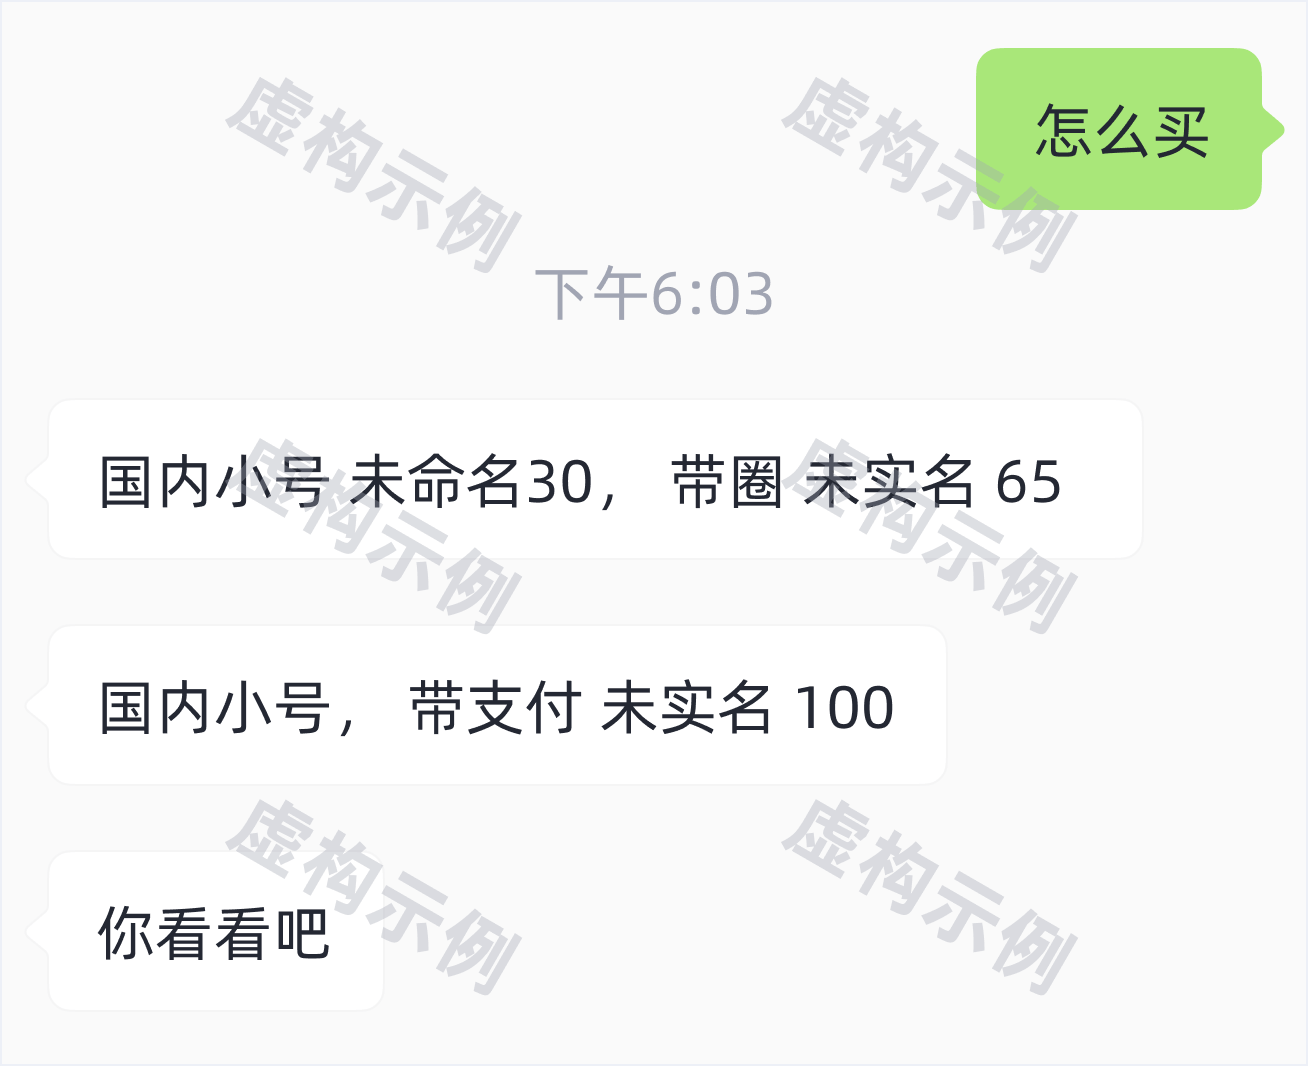 怎么买
下午6:03
国内小号 未命名30， 带圈 未实名 65
国内小号， 带支付 未实名 100
你看看吧
虚构示例
虚构示例
虚构示例
虚构示例
虚构示例
虚构示例